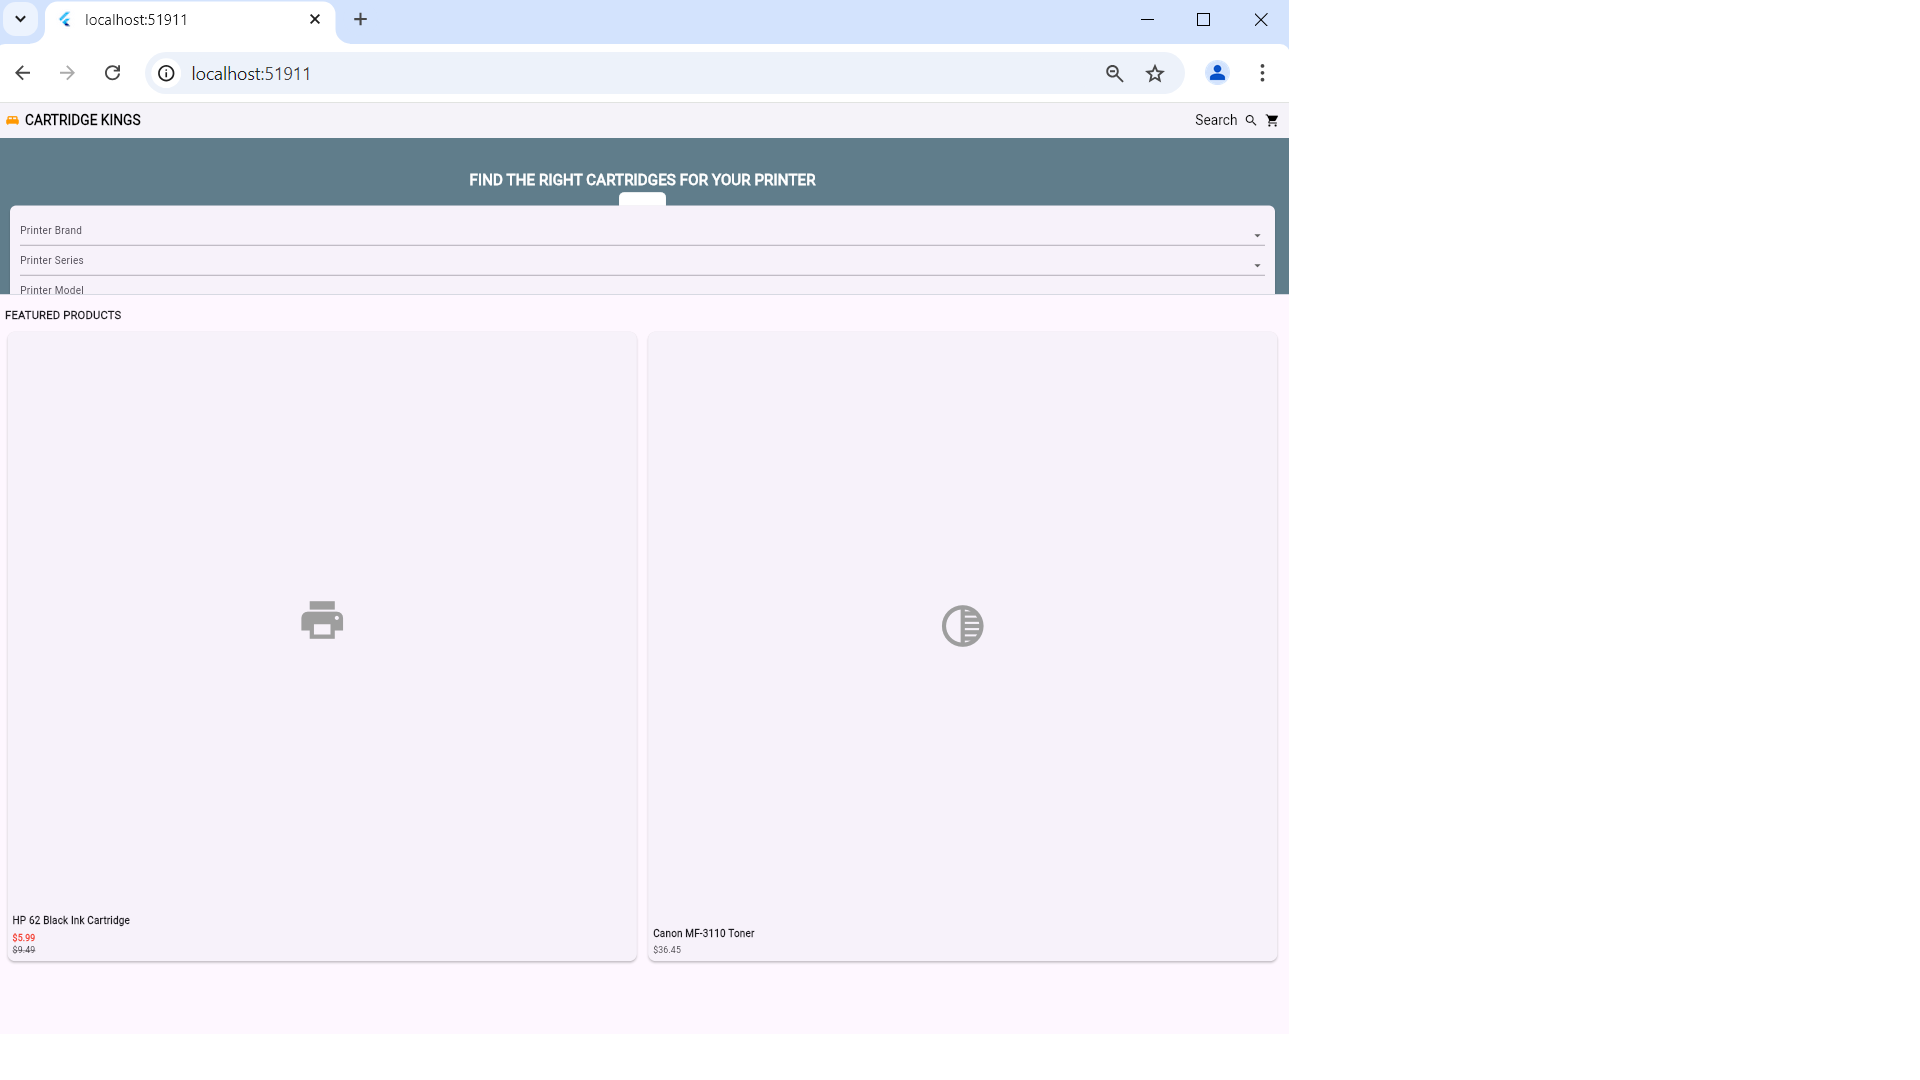 localhost:51911
localhost:51911
CARTRIDGE KINGS
Search
FIND THE RIGHT CARTRIDGES FOR YOUR PRINTER
Printer Brand
Printer Series
Printer Model
FEATURED PRODUCTS
HP 62 Black Ink Cartridge
$5.99
$9.49
Canon MF-3110 Toner
$36.45